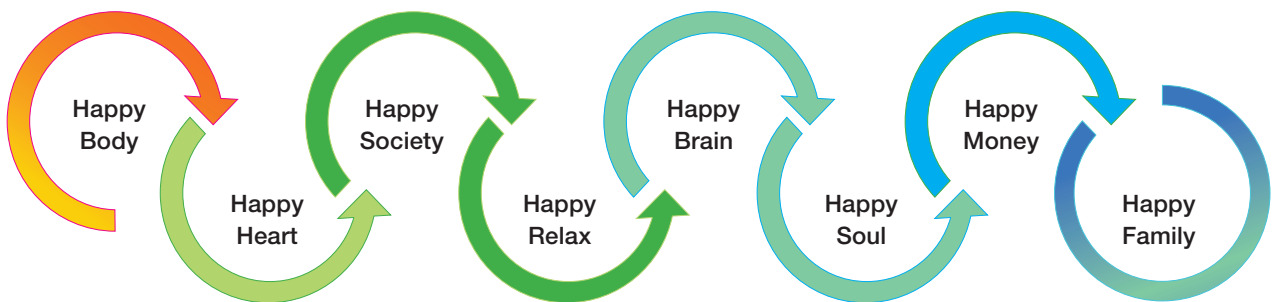 Happy
Body
Happy
Heart
Happy
Society
Happy
Relax
Happy
Brain
Happy
Soul
Happy
Money
Happy
Family